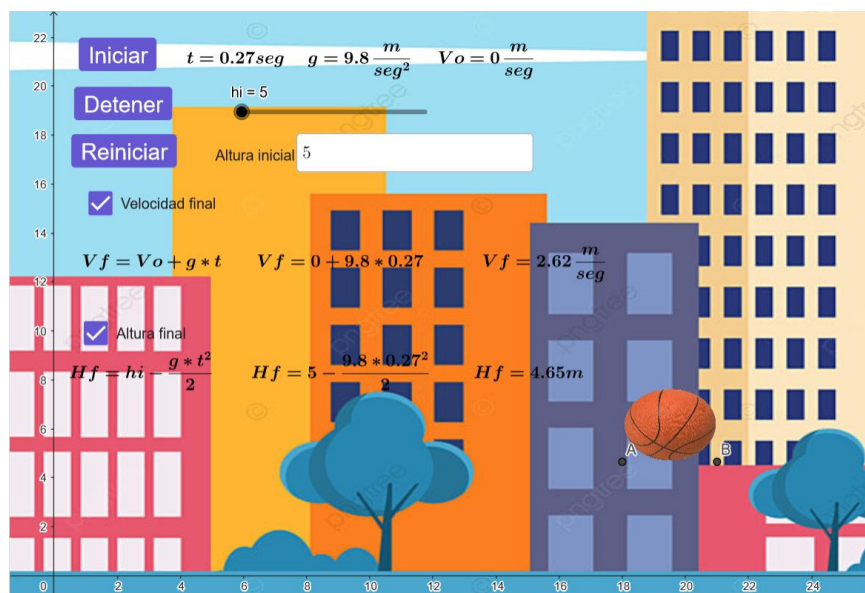 Iniciar t = 0.27seg g = 9.8 m/seg² Vo = 0 m/seg
hi = 5
Detener
Reiniciar Altura inicial 5
Velocidad final
Vf = Vo + g * t Vf = 0 + 9.8 * 0.27 Vf = 2.62 m/seg
Altura final
Hf = hi − g * t²/2 Hf = 5 − 9.8 * 0.27²/2 Hf = 4.65m
A B
22
20
18
16
14
12
10
8
6
4
2
0 2 4 6 8 10 12 14 16 18 20 22 24
pngtree